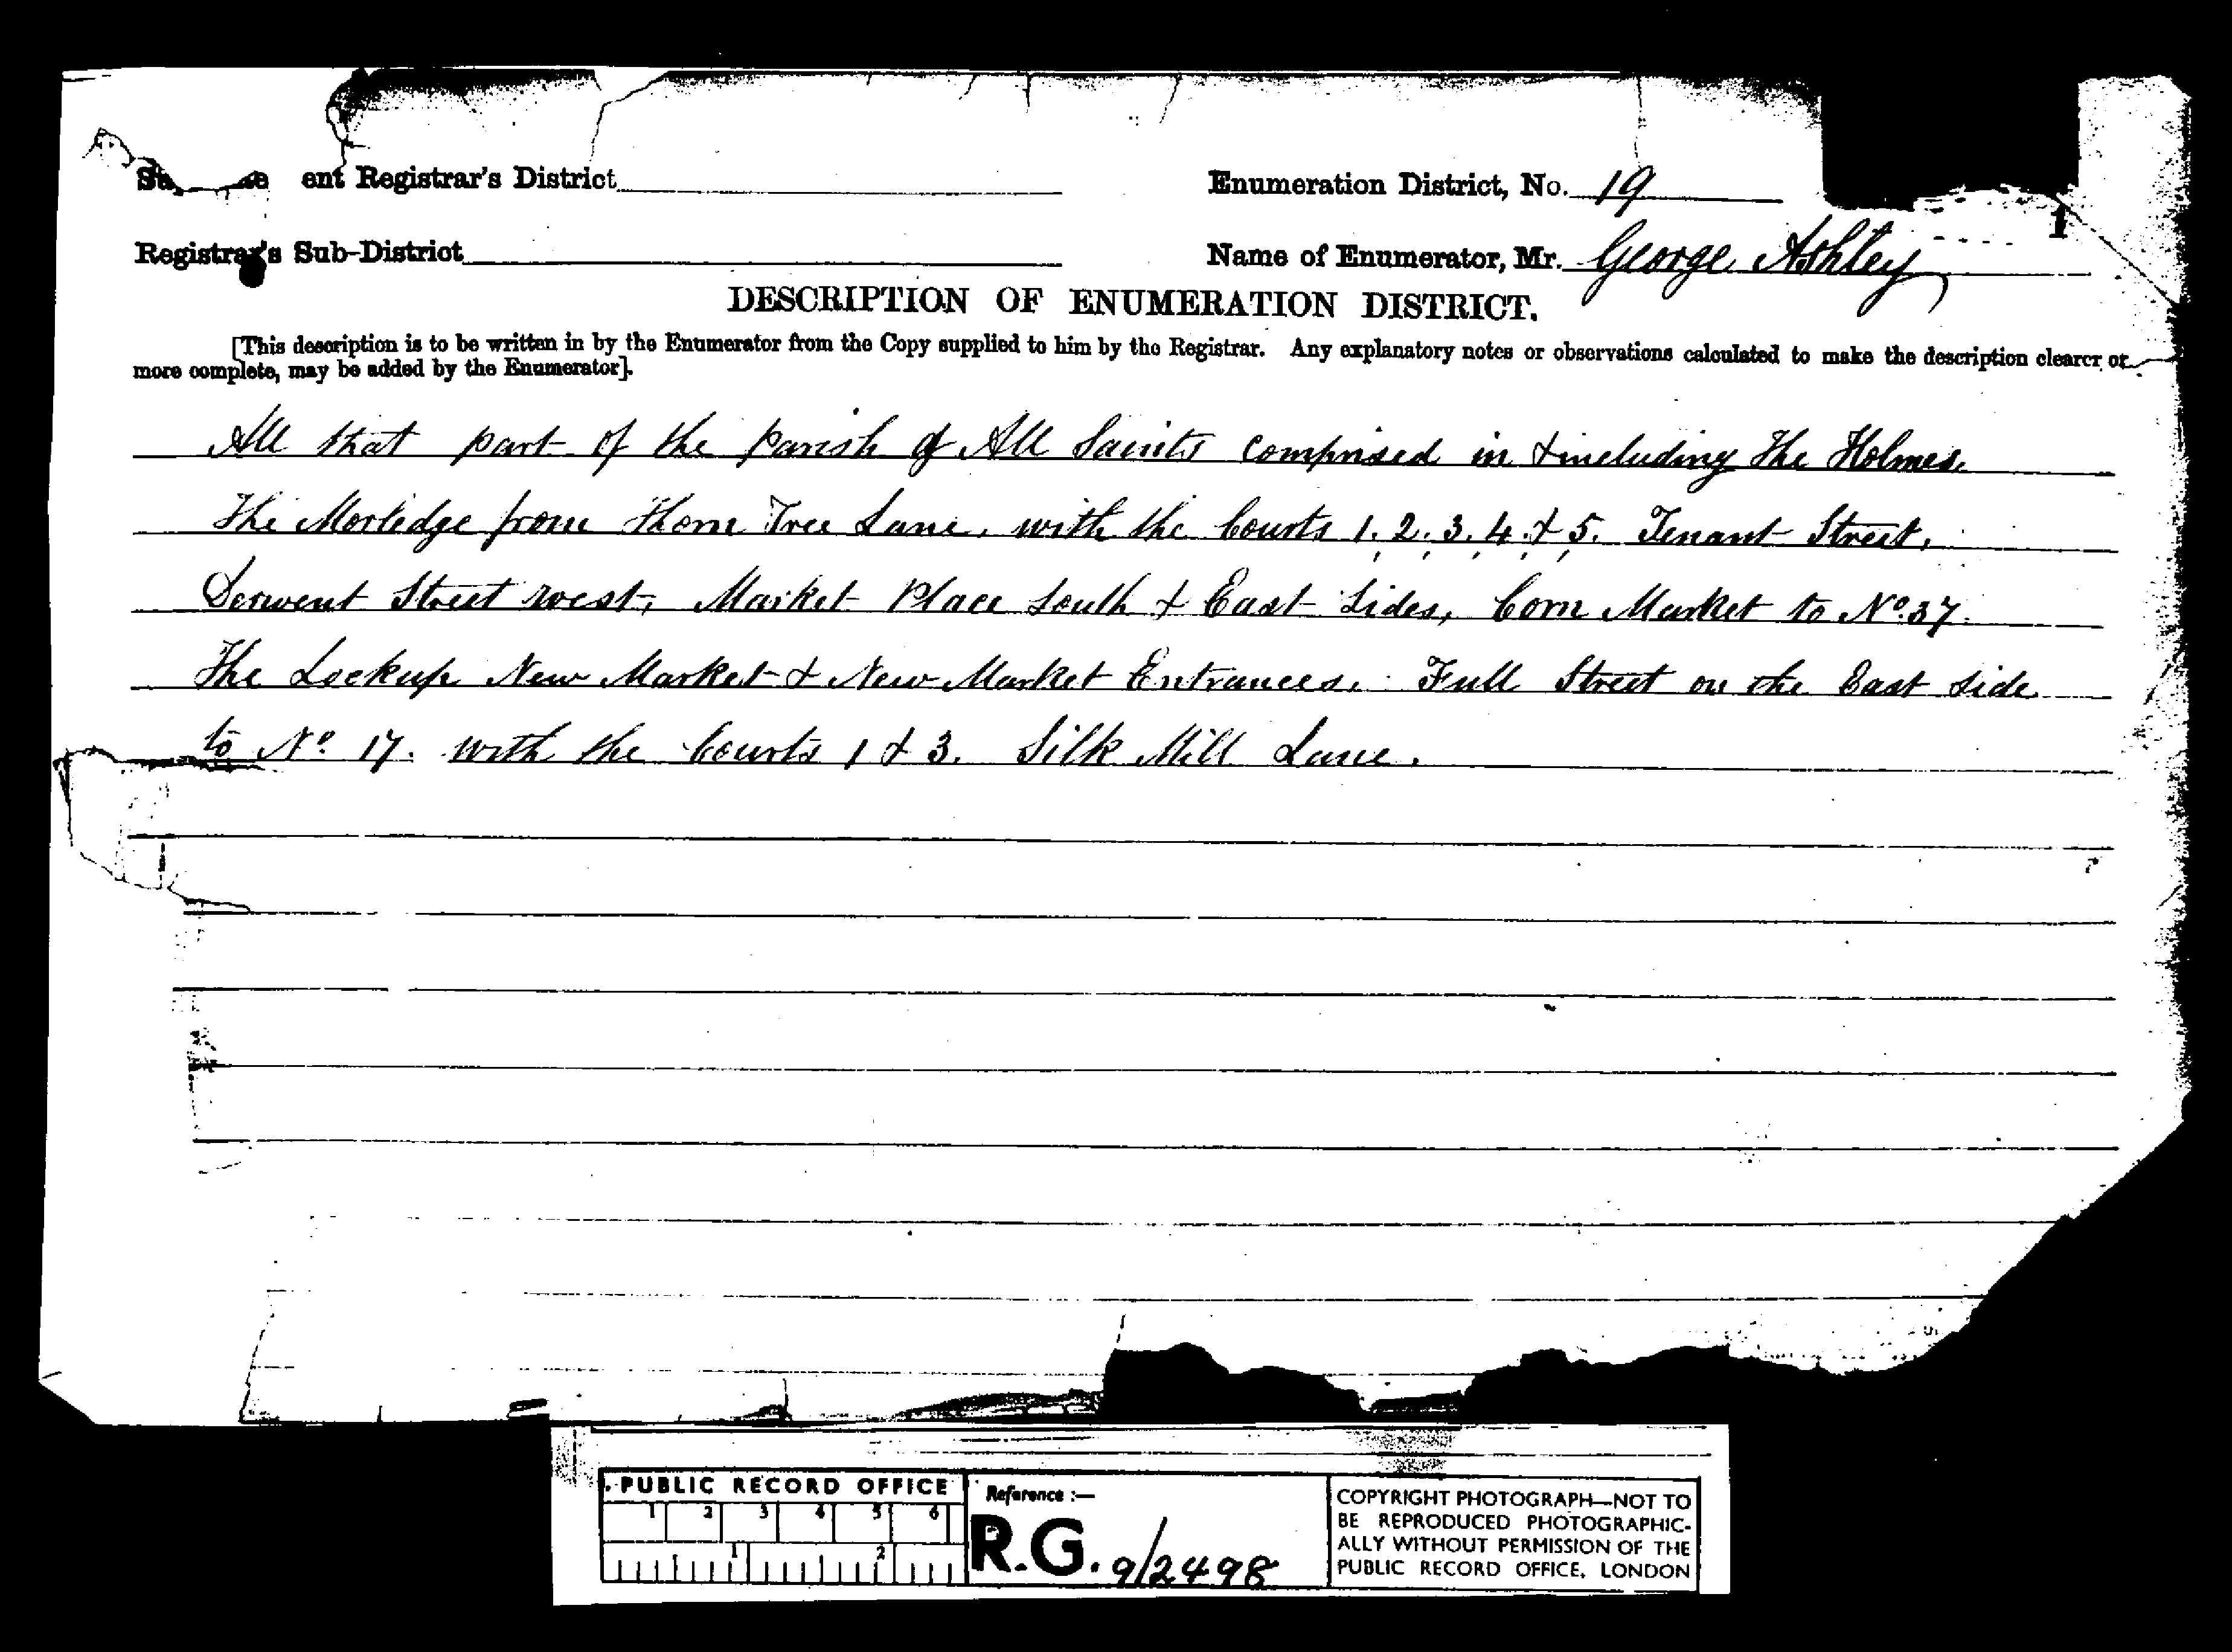 ent Registrar's District
Enumeration District, No. 19
1
Registrar's Sub-District
Name of Enumerator, Mr. George Ashley
DESCRIPTION OF ENUMERATION DISTRICT.
[This description is to be written in by the Enumerator from the Copy supplied to him by the Registrar. Any explanatory notes or observations calculated to make the description clearer or
more complete, may be added by the Enumerator].
All that part of the parish of All Saints comprised in & including The Holmes.
The Morledge from Thorn Tree Lane, with the Courts 1. 2. 3. 4. & 5. Tenant Street,
Derwent Street west, Market Place South & East Sides, Corn Market to No. 37.
The Lockup New Market & New Market Entrances. Full Street on the East side
to No. 17. with the Courts 1 & 3. Silk Mill Lane.
PUBLIC RECORD OFFICE
1 2 3 4 5 6
1 2
Reference :—
R.G. 9/2498
COPYRIGHT PHOTOGRAPH—NOT TO
BE REPRODUCED PHOTOGRAPHIC-
ALLY WITHOUT PERMISSION OF THE
PUBLIC RECORD OFFICE, LONDON